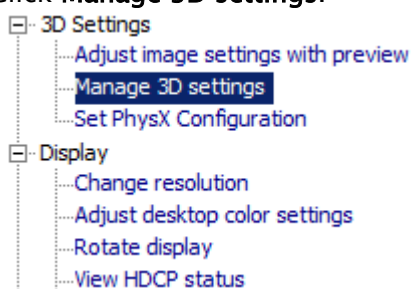 Click Manage 3D settings.
3D Settings
Adjust image settings with preview
Manage 3D settings
Set PhysX Configuration
Display
Change resolution
Adjust desktop color settings
Rotate display
View HDCP status